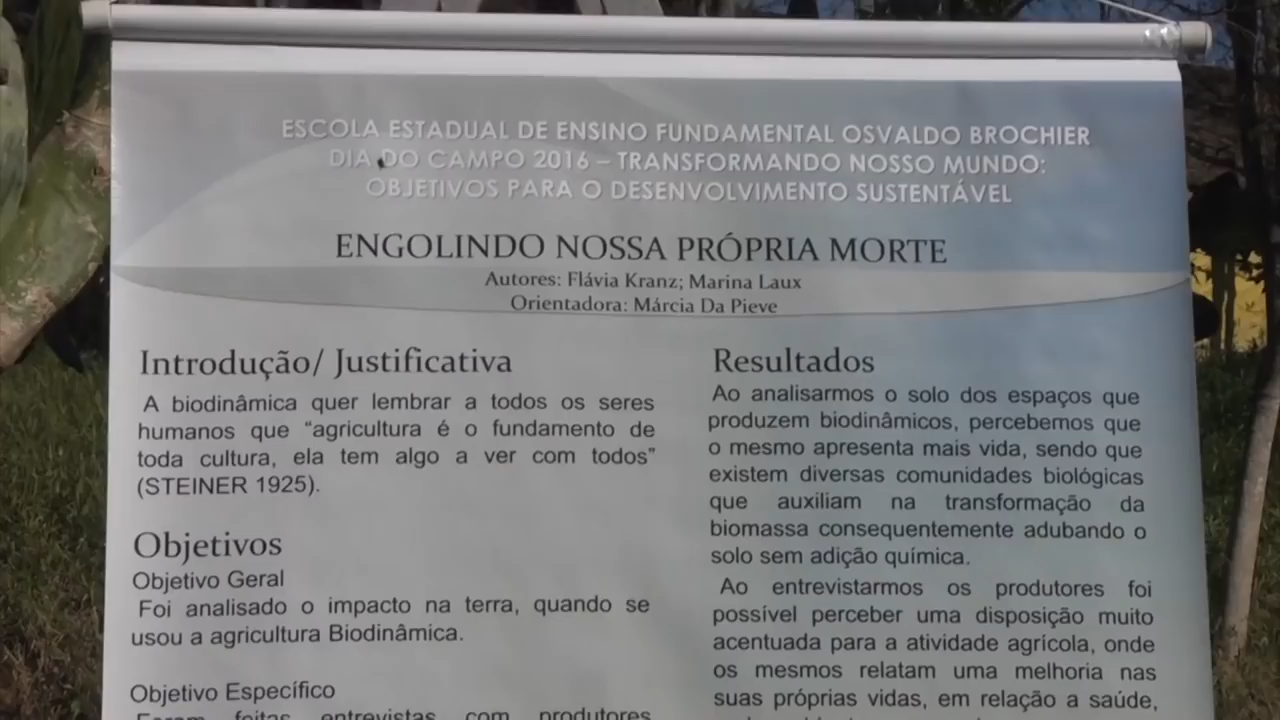 ESCOLA ESTADUAL DE ENSINO FUNDAMENTAL OSVALDO BROCHIER
DIA DO CAMPO 2016 – TRANSFORMANDO NOSSO MUNDO:
OBJETIVOS PARA O DESENVOLVIMENTO SUSTENTÁVEL
ENGOLINDO NOSSA PRÓPRIA MORTE
Autores: Flávia Kranz; Marina Laux
Orientadora: Márcia Da Pieve
Introdução/ Justificativa
A biodinâmica quer lembrar a todos os seres
humanos que “agricultura é o fundamento de
toda cultura, ela tem algo a ver com todos”
(STEINER 1925).
Objetivos
Objetivo Geral
Foi analisado o impacto na terra, quando se
usou a agricultura Biodinâmica.
Objetivo Específico
Foram feitas entrevistas com produtores
Resultados
Ao analisarmos o solo dos espaços que
produzem biodinâmicos, percebemos que
o mesmo apresenta mais vida, sendo que
existem diversas comunidades biológicas
que auxiliam na transformação da
biomassa consequentemente adubando o
solo sem adição química.
Ao entrevistarmos os produtores foi
possível perceber uma disposição muito
acentuada para a atividade agrícola, onde
os mesmos relatam uma melhoria nas
suas próprias vidas, em relação a saúde,